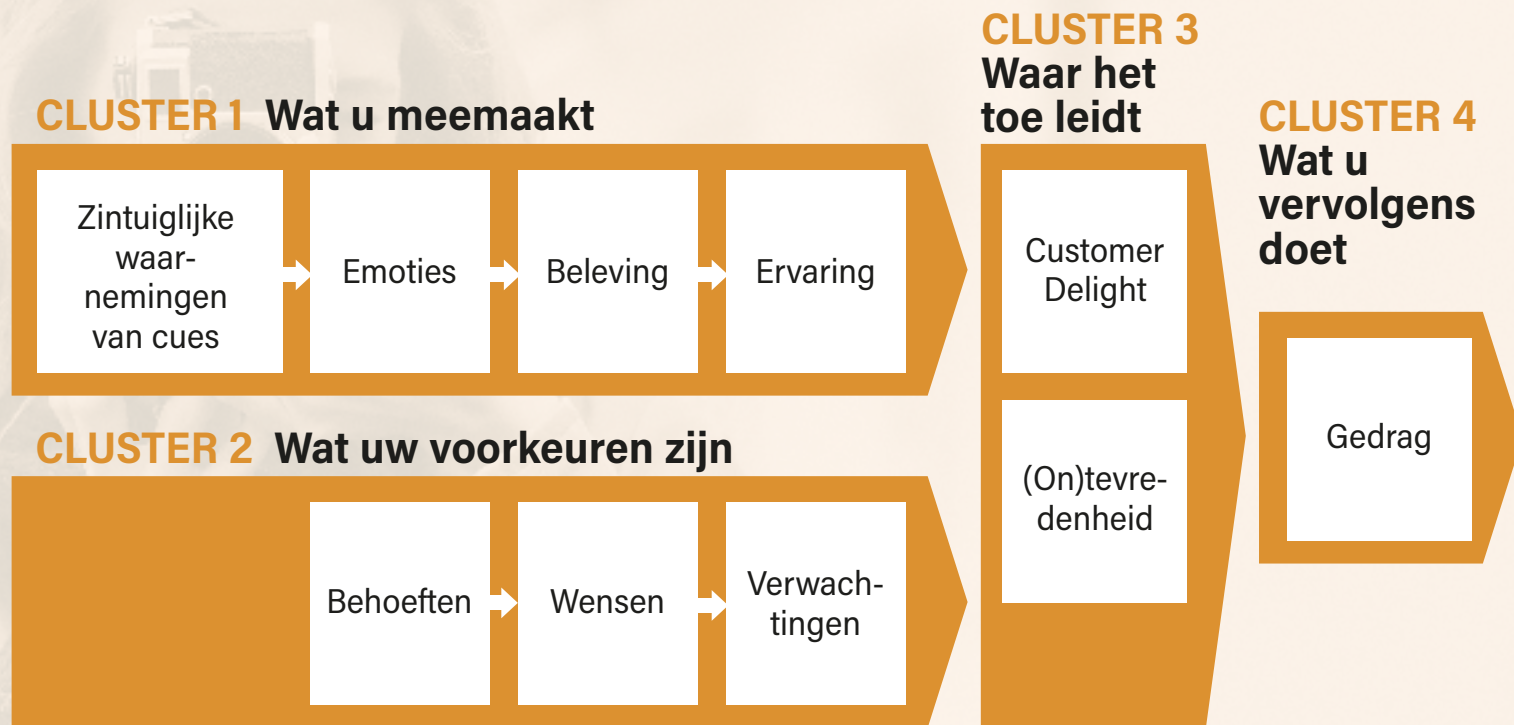 CLUSTER 1 Wat u meemaakt
Zintuiglijke
waar-
nemingen
van cues
Emoties
Beleving
Ervaring
CLUSTER 2 Wat uw voorkeuren zijn
Behoeften
Wensen
Verwach-
tingen
CLUSTER 3
Waar het
toe leidt
Customer
Delight
(On)tevre-
denheid
CLUSTER 4
Wat u
vervolgens
doet
Gedrag